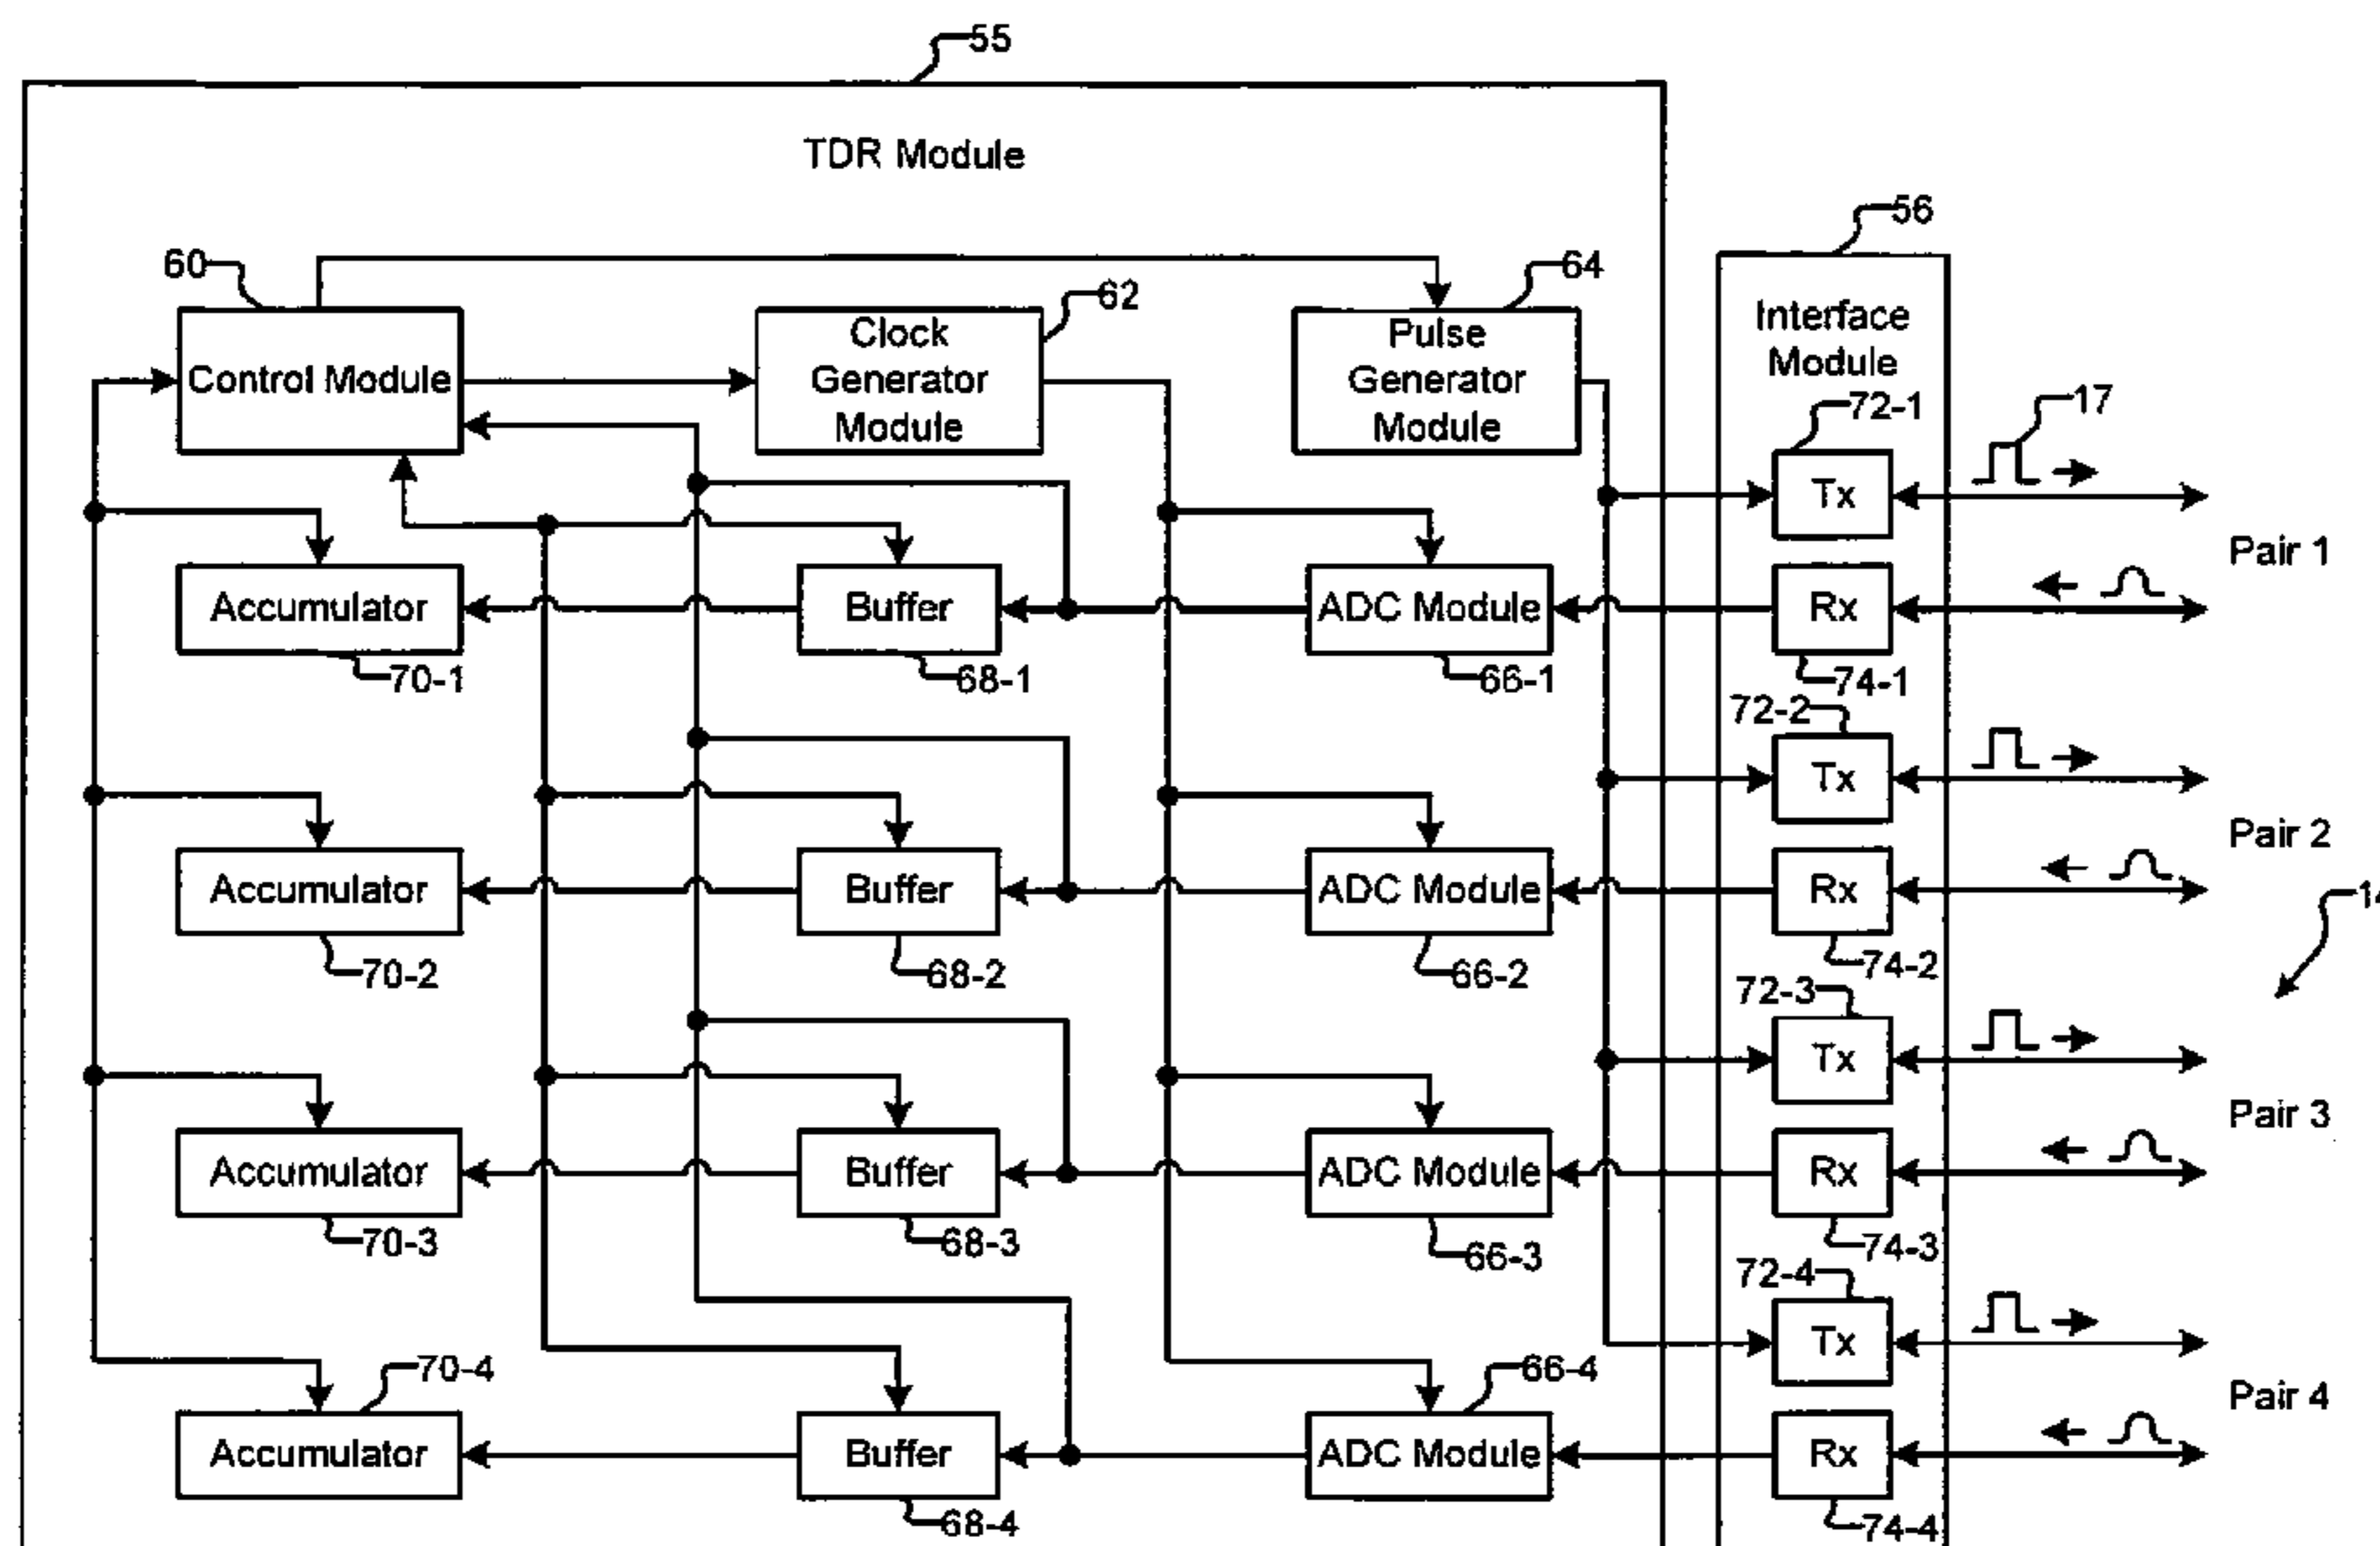 55
TDR Module
56
60
62
64
Control Module
Clock
Generator
Module
Pulse
Generator
Module
Interface
Module
72-1
17
Tx
Pair 1
Accumulator
Buffer
ADC Module
Rx
70-1
68-1
66-1
74-1
72-2
Tx
Pair 2
Accumulator
Buffer
ADC Module
Rx
14
70-2
68-2
66-2
74-2
72-3
Tx
Pair 3
Accumulator
Buffer
ADC Module
Rx
70-3
68-3
66-3
74-3
72-4
Tx
70-4
66-4
Pair 4
Accumulator
Buffer
ADC Module
Rx
68-4
74-4